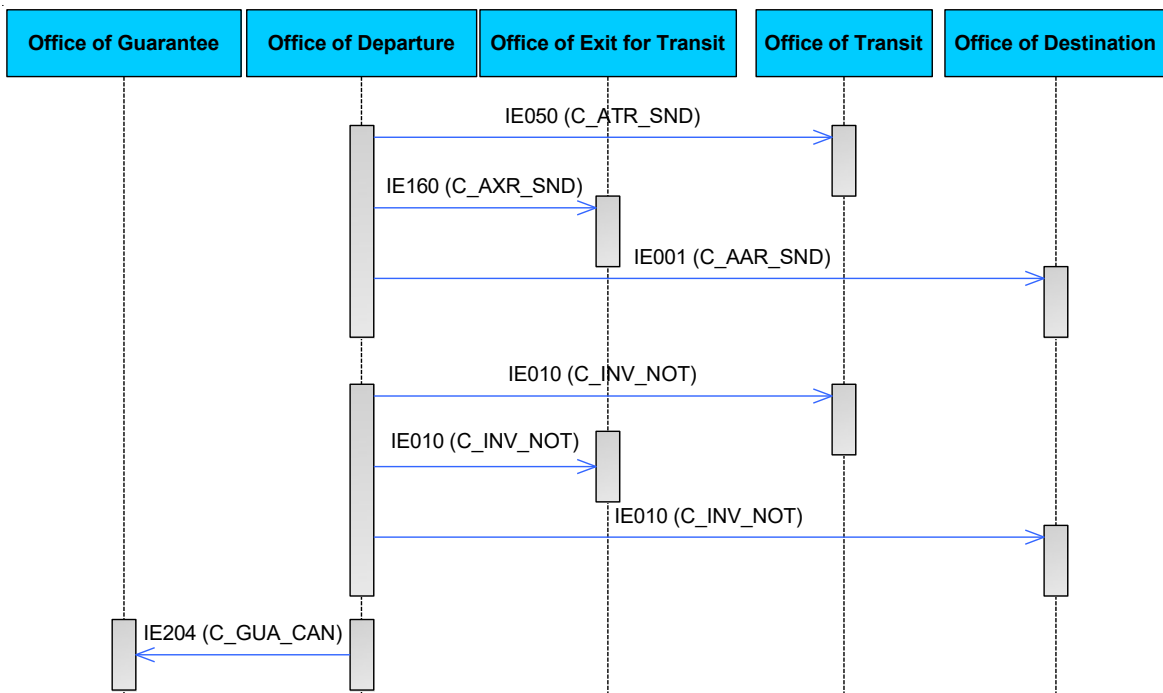 Office of Guarantee
Office of Departure
Office of Exit for Transit
Office of Transit
Office of Destination
IE050 (C_ATR_SND)
IE160 (C_AXR_SND)
IE001 (C_AAR_SND)
IE010 (C_INV_NOT)
IE010 (C_INV_NOT)
IE010 (C_INV_NOT)
IE204 (C_GUA_CAN)